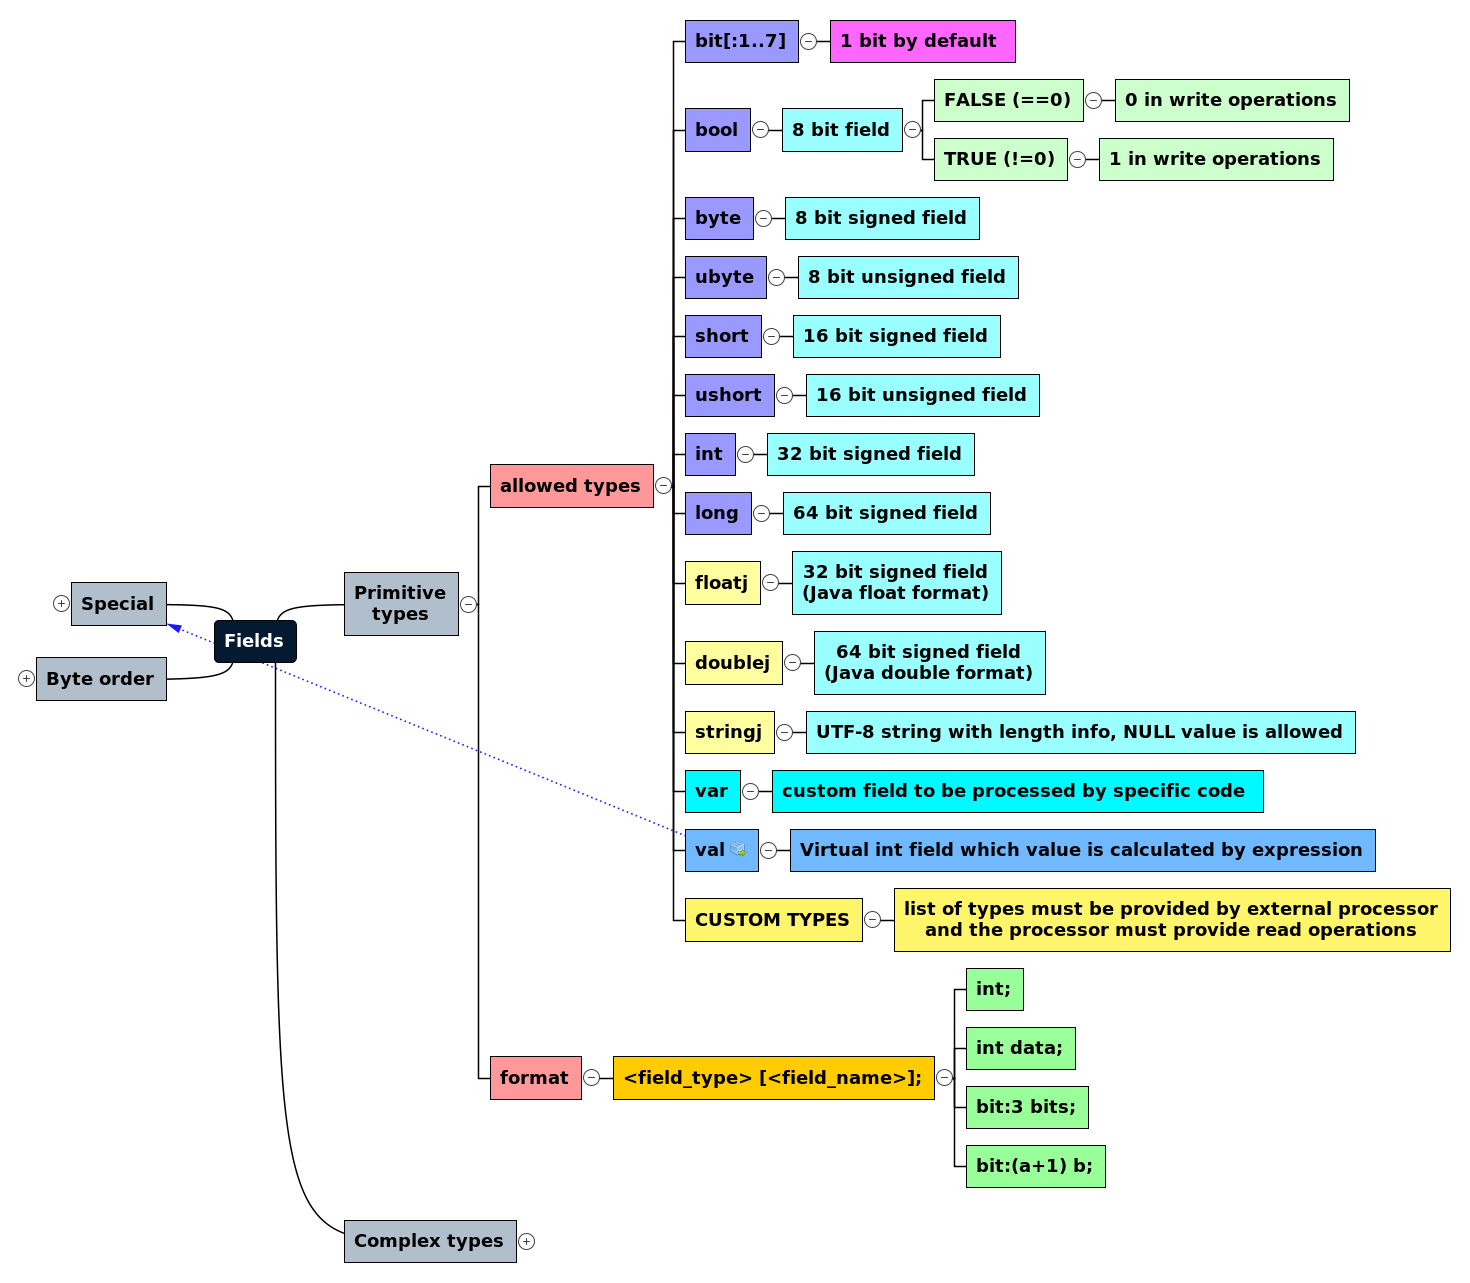 Fields
Special
Byte order
Primitive
types
allowed types
bit[:1..7]
1 bit by default
bool
8 bit field
FALSE (==0)
0 in write operations
TRUE (!=0)
1 in write operations
byte
8 bit signed field
ubyte
8 bit unsigned field
short
16 bit signed field
ushort
16 bit unsigned field
int
32 bit signed field
long
64 bit signed field
floatj
32 bit signed field
(Java float format)
doublej
64 bit signed field
(Java double format)
stringj
UTF-8 string with length info, NULL value is allowed
var
custom field to be processed by specific code
val
Virtual int field which value is calculated by expression
CUSTOM TYPES
list of types must be provided by external processor
and the processor must provide read operations
format
<field_type> [<field_name>];
int;
int data;
bit:3 bits;
bit:(a+1) b;
Complex types